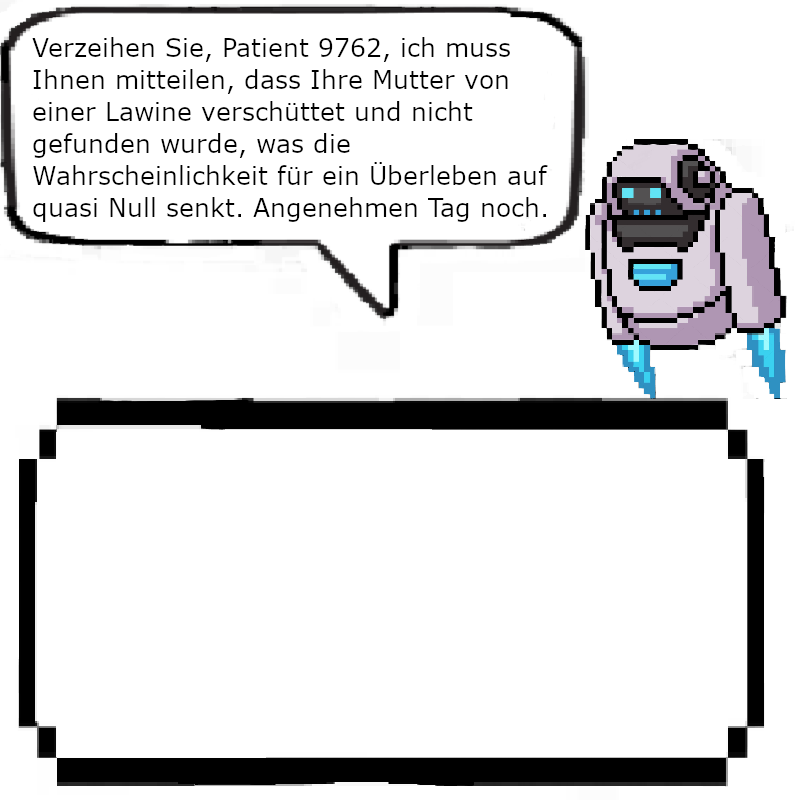 Verzeihen Sie, Patient 9762, ich muss
Ihnen mitteilen, dass Ihre Mutter von
einer Lawine verschüttet und nicht
gefunden wurde, was die
Wahrscheinlichkeit für ein Überleben auf
quasi Null senkt. Angenehmen Tag noch.